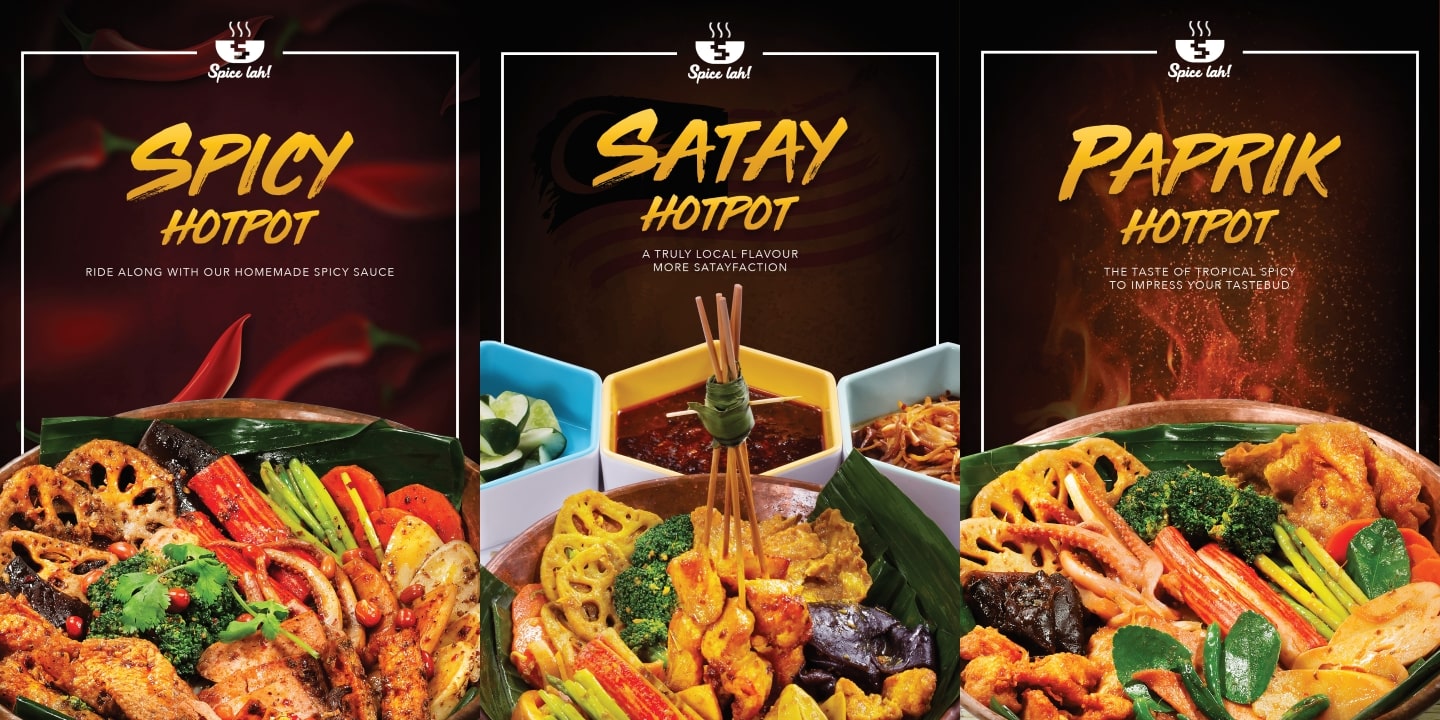 Spice lah!
SPICY
HOTPOT
RIDE ALONG WITH OUR HOMEMADE SPICY SAUCE
Spice lah!
SATAY
HOTPOT
A TRULY LOCAL FLAVOUR
MORE SATAYFACTION
Spice lah!
PAPRIK
HOTPOT
THE TASTE OF TROPICAL SPICY
TO IMPRESS YOUR TASTEBUD